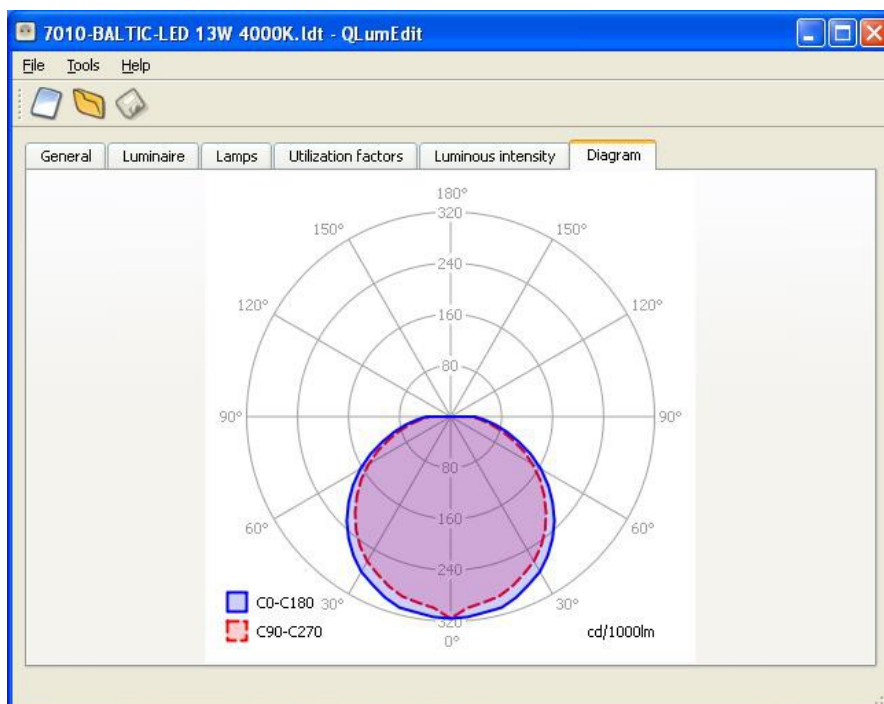 7010-BALTIC-LED 13W 4000K.ldt - QLumEdit
File Tools Help
General Luminaire Lamps Utilization factors Luminous intensity Diagram
180°
320
150° 150°
240
120° 120°
160
80
90° 90°
80
160
60° 60°
240
C0-C180 30° 30°
320
C90-C270 0° cd/1000lm